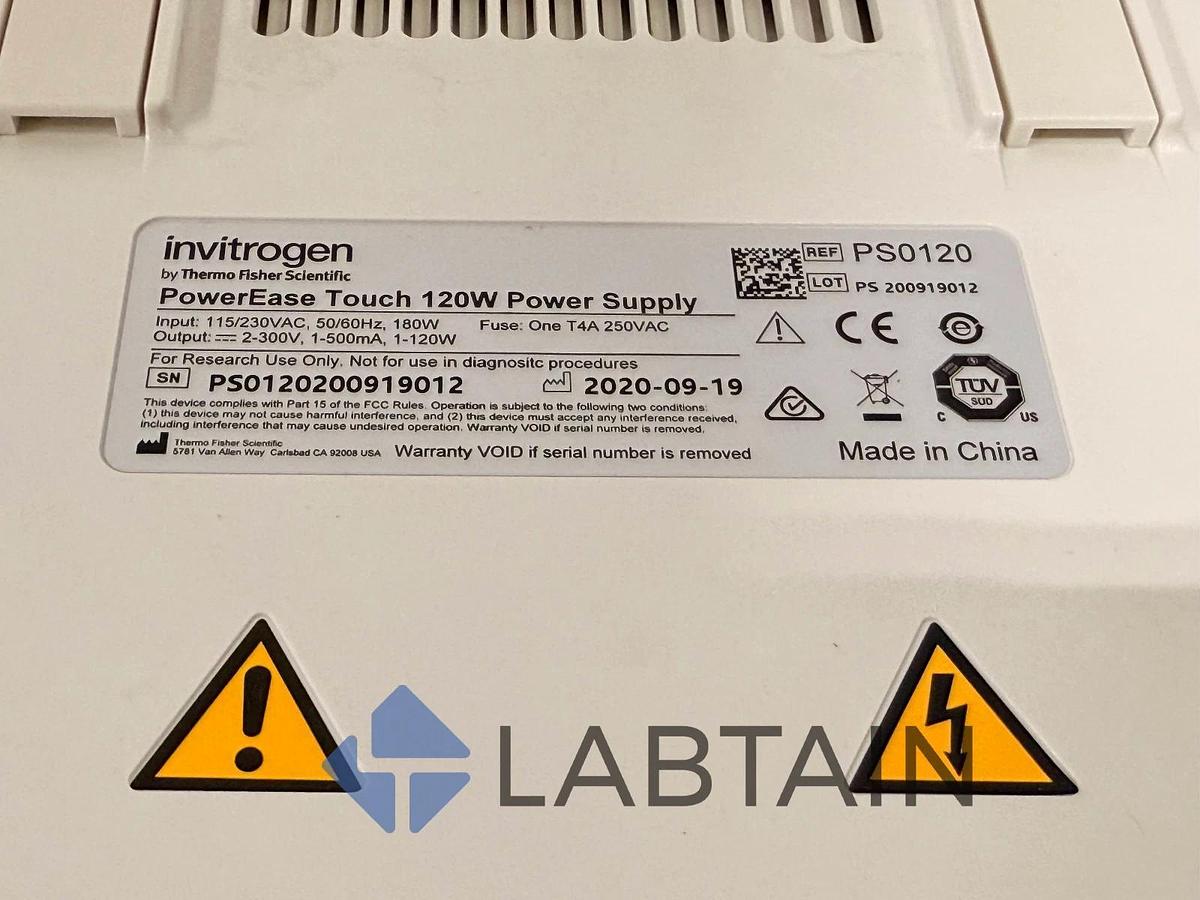 invitrogen
by Thermo Fisher Scientific
PowerEase Touch 120W Power Supply
Input: 115/230VAC, 50/60Hz, 180W Fuse: One T4A 250VAC
Output: 2-300V, 1-500mA, 1-120W
For Research Use Only. Not for use in diagnositc procedures
SN PS0120200919012 2020-09-19
This device complies with Part 15 of the FCC Rules. Operation is subject to the following two conditions:
(1) this device may not cause harmful interference, and (2) this device must accept any interference received,
including interference that may cause undesired operation. Warranty VOID if serial number is removed.
Thermo Fisher Scientific
5781 Van Allen Way Carlsbad CA 92008 USA Warranty VOID if serial number is removed
REF PS0120
LOT PS 200919012
CE e
TÜV
SÜD
C US
Made in China
LABTAIN